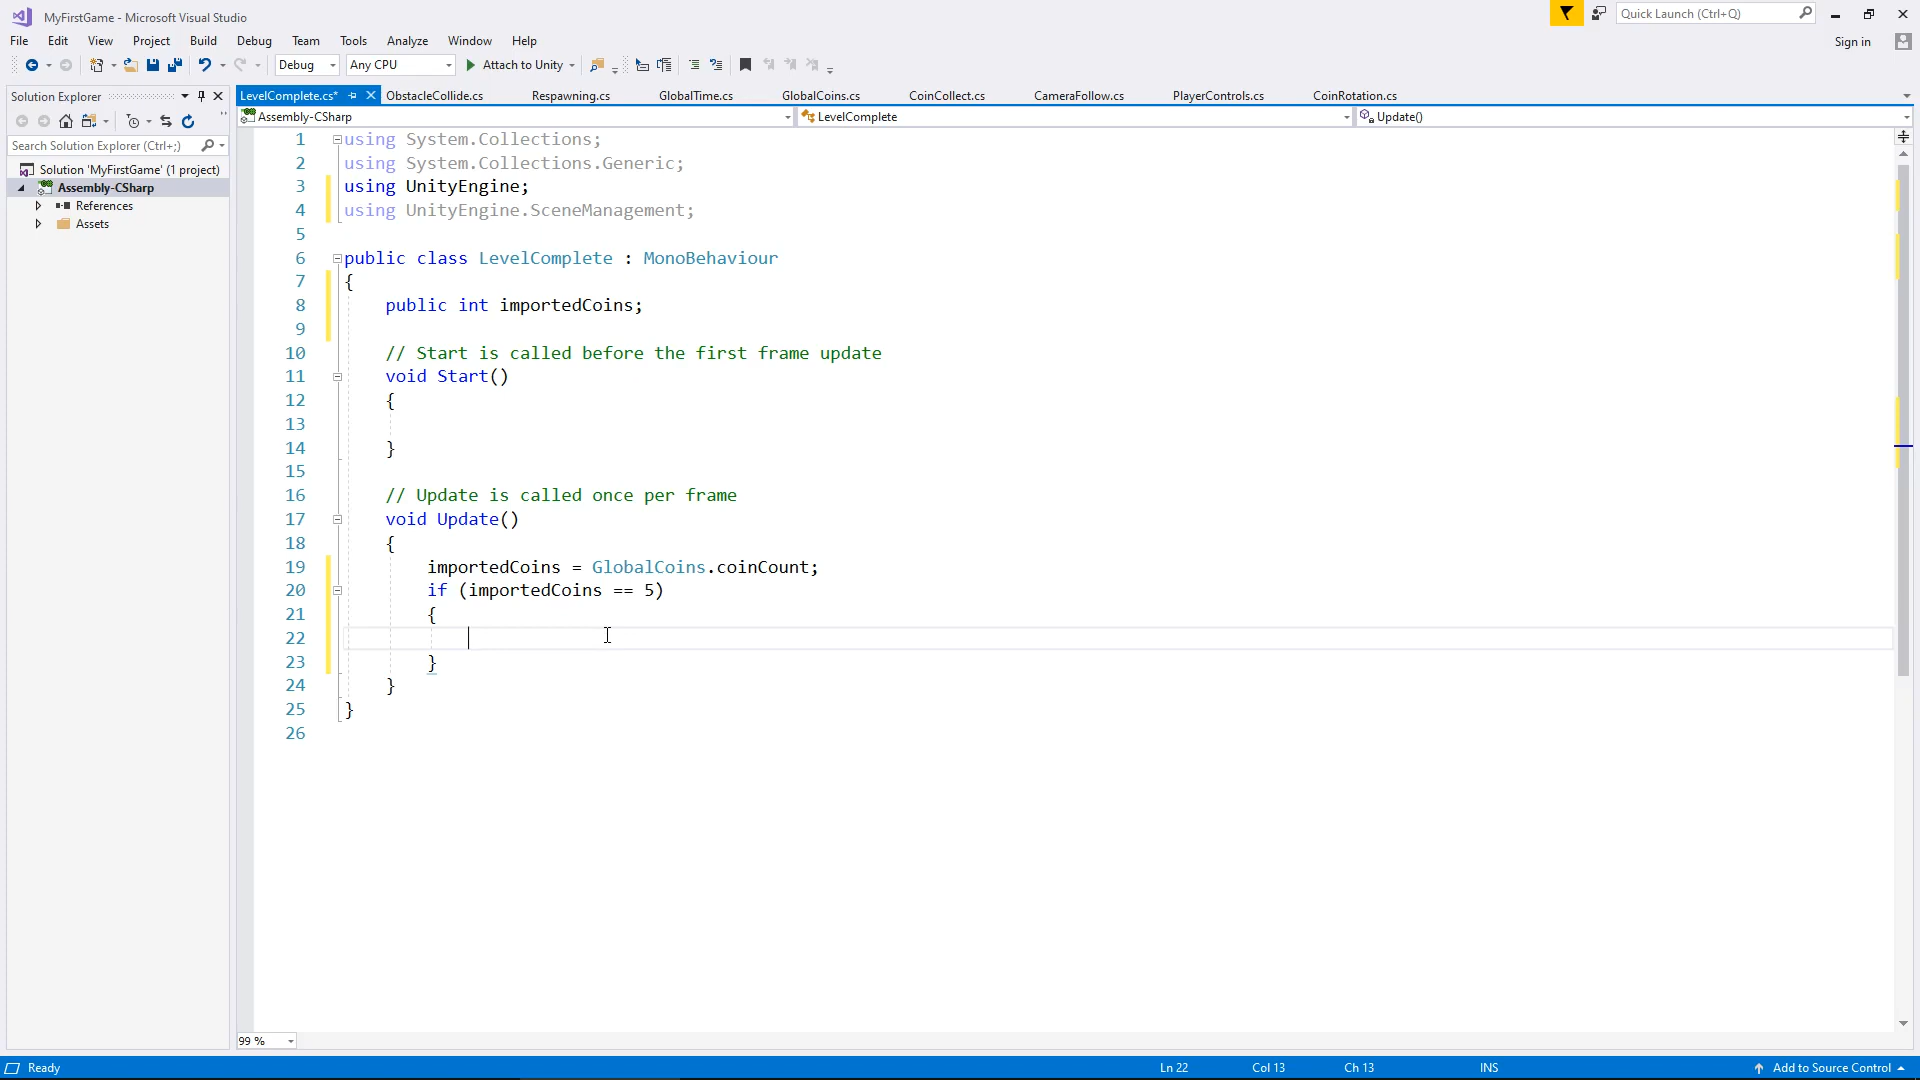 MyFirstGame - Microsoft Visual Studio
Quick Launch (Ctrl+Q)
File Edit View Project Build Debug Team Tools Analyze Window Help
Sign in
Debug Any CPU Attach to Unity
Solution Explorer
LevelComplete.cs* ObstacleCollide.cs Respawning.cs GlobalTime.cs GlobalCoins.cs CoinCollect.cs CameraFollow.cs PlayerControls.cs CoinRotation.cs
Assembly-CSharp LevelComplete Update()
Search Solution Explorer (Ctrl+;)
Solution 'MyFirstGame' (1 project)
Assembly-CSharp
References
Assets
1 using System.Collections;
2 using System.Collections.Generic;
3 using UnityEngine;
4 using UnityEngine.SceneManagement;
5
6 public class LevelComplete : MonoBehaviour
7 {
8 public int importedCoins;
9
10 // Start is called before the first frame update
11 void Start()
12 {
13
14 }
15
16 // Update is called once per frame
17 void Update()
18 {
19 importedCoins = GlobalCoins.coinCount;
20 if (importedCoins == 5)
21 {
22
23 }
24 }
25 }
26
99 %
Ready Ln 22 Col 13 Ch 13 INS Add to Source Control